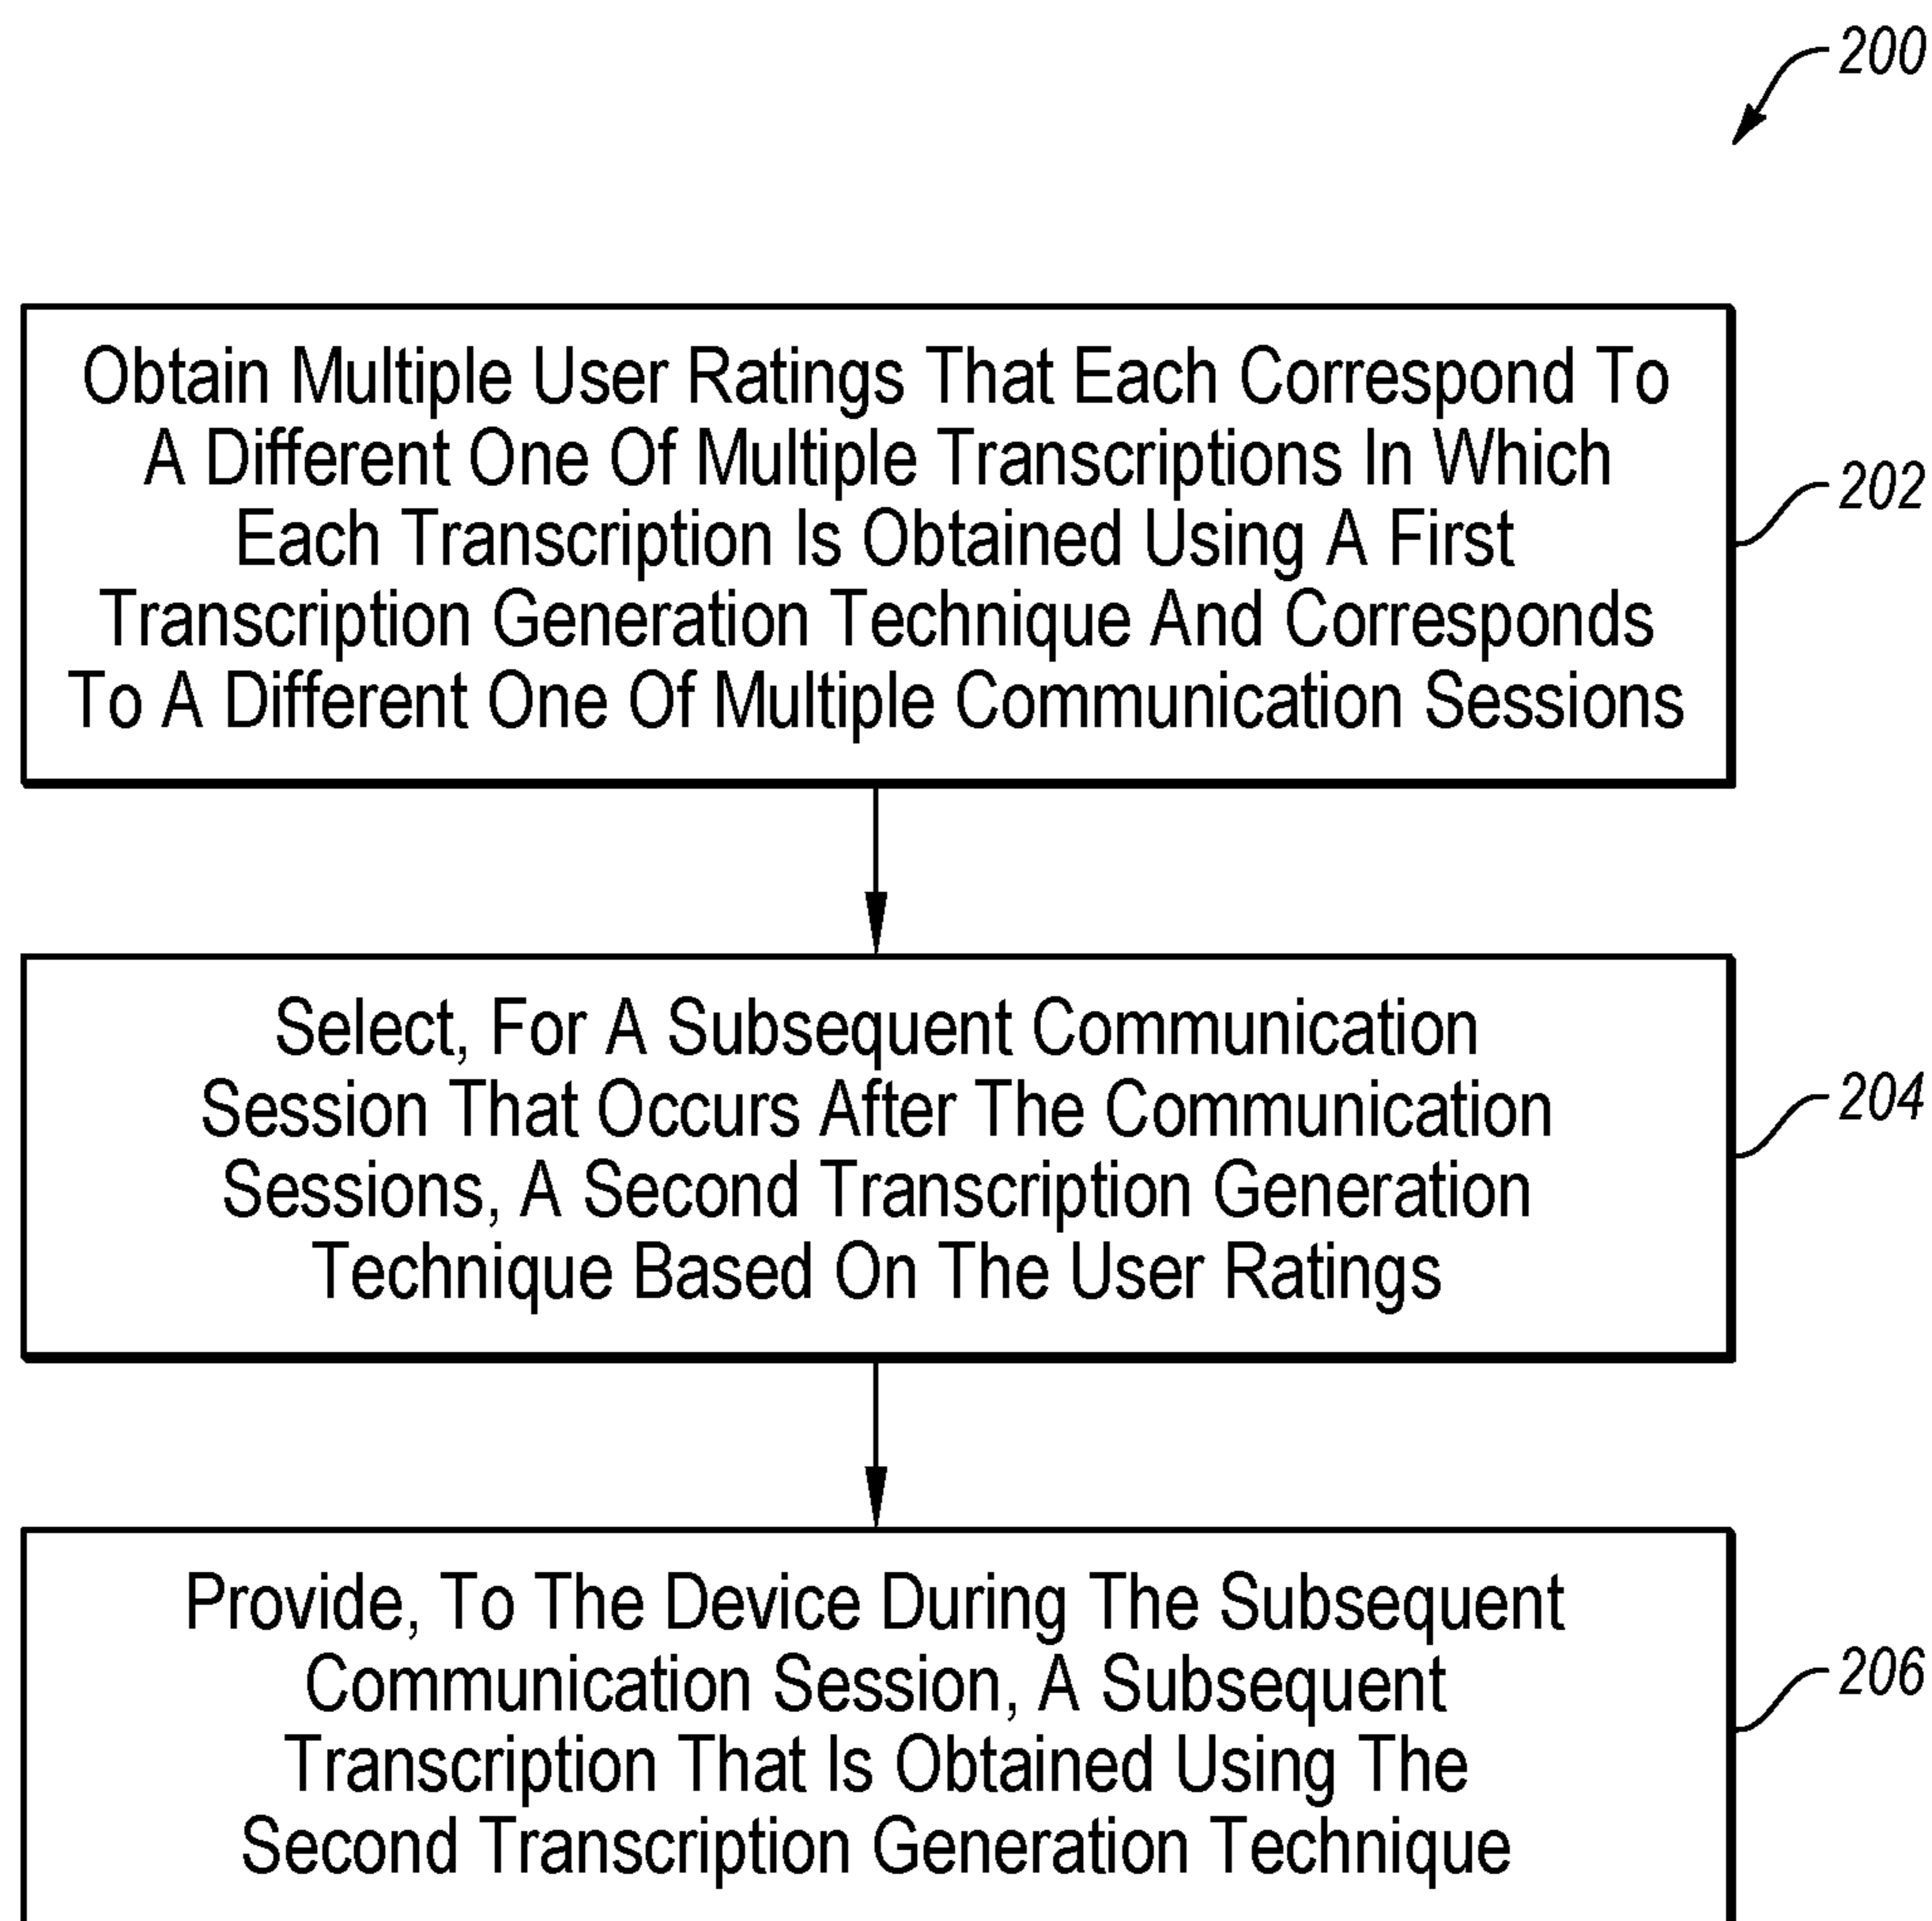 200
Obtain Multiple User Ratings That Each Correspond To
A Different One Of Multiple Transcriptions In Which
Each Transcription Is Obtained Using A First
Transcription Generation Technique And Corresponds
To A Different One Of Multiple Communication Sessions
202
Select, For A Subsequent Communication
Session That Occurs After The Communication
Sessions, A Second Transcription Generation
Technique Based On The User Ratings
204
Provide, To The Device During The Subsequent
Communication Session, A Subsequent
Transcription That Is Obtained Using The
Second Transcription Generation Technique
206